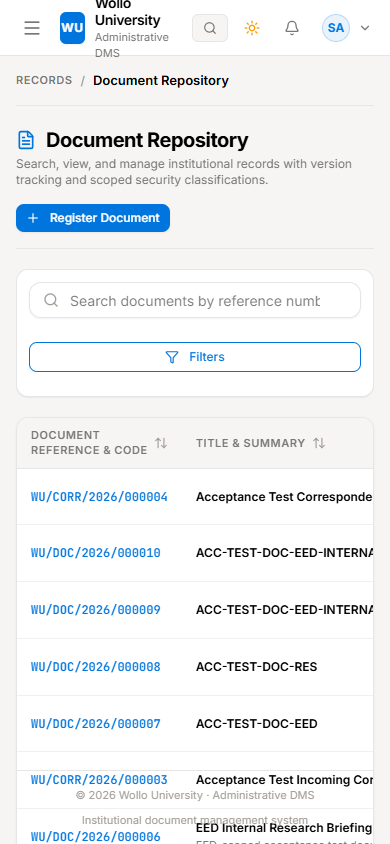 Wollo
University
WU
Administrative
DMS
SA
RECORDS / Document Repository
Document Repository
Search, view, and manage institutional records with version
tracking and scoped security classifications.
+ Register Document
Search documents by reference numb
Filters
DOCUMENT
REFERENCE & CODE
TITLE & SUMMARY
WU/CORR/2026/000004 Acceptance Test Corresponde
WU/DOC/2026/000010 ACC-TEST-DOC-EED-INTERNA
WU/DOC/2026/000009 ACC-TEST-DOC-EED-INTERNA
WU/DOC/2026/000008 ACC-TEST-DOC-RES
WU/DOC/2026/000007 ACC-TEST-DOC-EED
WU/CORR/2026/000003 Acceptance Test Incoming Cor
© 2026 Wollo University · Administrative DMS
Institutional document management system
WU/DOC/2026/000006 EED Internal Research Briefing